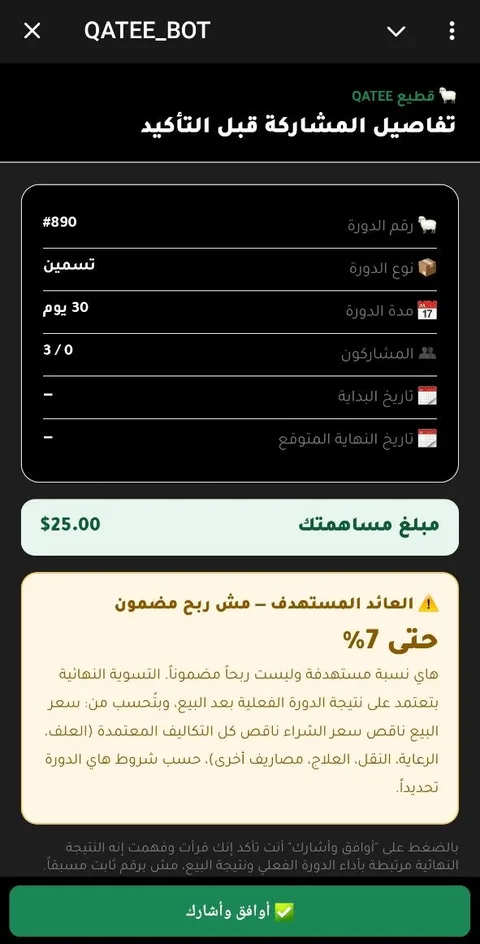 QATEE_BOT
قطيع QATEE
تفاصيل المشاركة قبل التأكيد
رقم الدورة #890
نوع الدورة تسمين
17 مدة الدورة 30 يوم
المشاركون 3 / 0
تاريخ البداية –
تاريخ النهاية المتوقع –
مبلغ مساهمتك $25.00
العائد المستهدف – مش ربح مضمون
حتى 7%
هاي نسبة مستهدفة وليست ربحاً مضموناً. التسوية النهائية
بتعتمد على نتيجة الدورة الفعلية بعد البيع، وبتُحسب من: سعر
البيع ناقص سعر الشراء ناقص كل التكاليف المعتمدة (العلف،
الرعاية، النقل، العلاج، مصاريف أخرى)، حسب شروط هاي الدورة
تحديداً.
بالضغط على "أوافق وأشارك" أنت تأكد إنك قرأت وفهمت إنه النتيجة
النهائية مرتبطة بأداء الدورة الفعلي ونتيجة البيع، مش برقم ثابت مسبقاً.
أوافق وأشارك